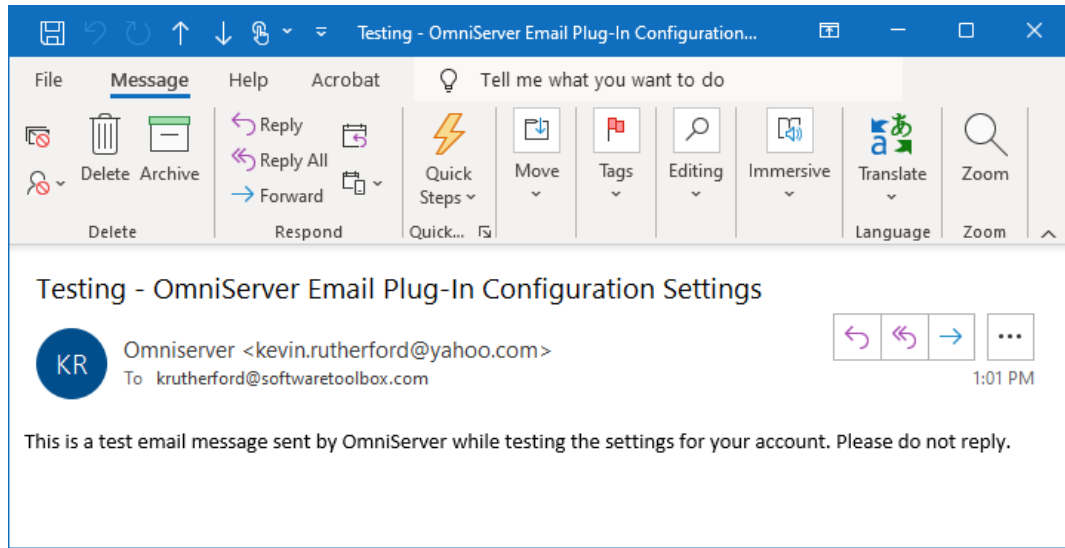 Testing - OmniServer Email Plug-In Configuration...
File Message Help Acrobat Tell me what you want to do
Delete Archive
Reply
Reply All
Forward
Quick Steps
Move
Tags
Editing
Immersive
あ
a
Translate
Zoom
Delete Respond Quick... Language Zoom
Testing - OmniServer Email Plug-In Configuration Settings
KR
Omniserver <kevin.rutherford@yahoo.com>
To krutherford@softwaretoolbox.com
1:01 PM
This is a test email message sent by OmniServer while testing the settings for your account. Please do not reply.